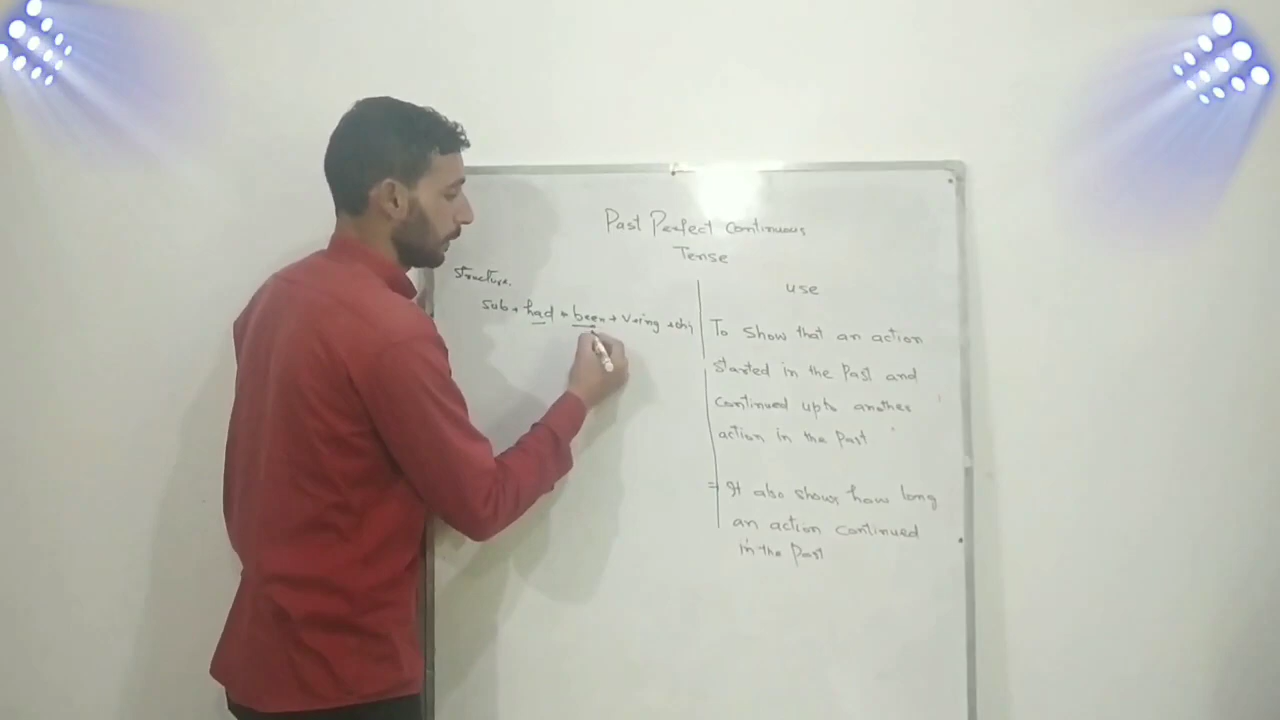 Past Perfect Continuous
Tense
Structure.
Sub + had + been + V+ing + obj
use
To show that an action
started in the Past and
Continued upto another
action in the Past
= It also shows how long
an action continued
in the Past